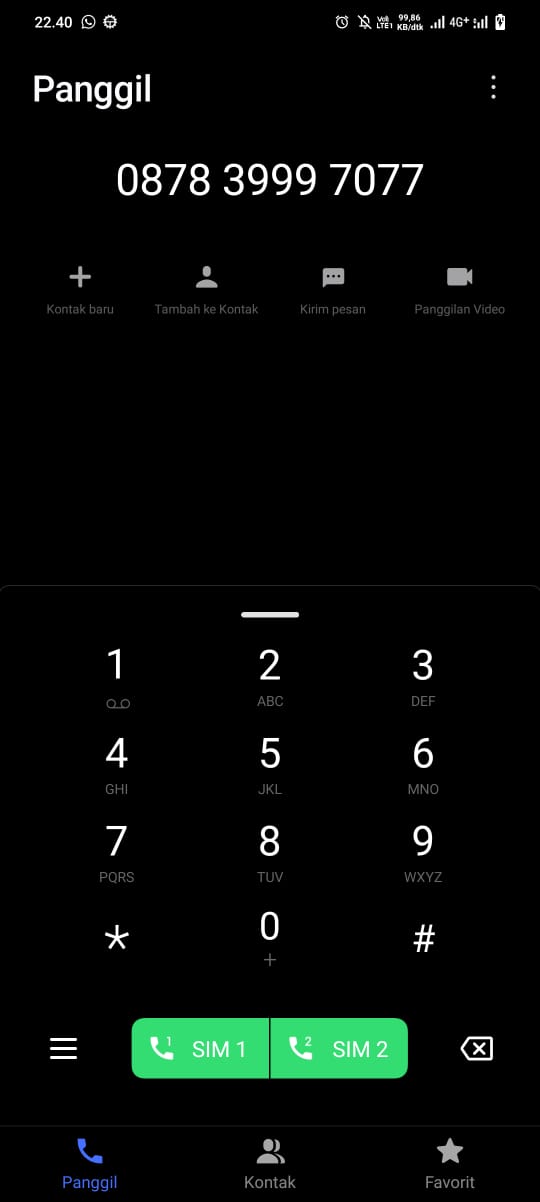 22.40 99,86 4G+
Vo)) LTE1 KB/dtk
Panggil
0878 3999 7077
Kontak baru Tambah ke Kontak Kirim pesan Panggilan Video
1 2 3
ABC DEF
4 5 6
GHI JKL MNO
7 8 9
PQRS TUV WXYZ
* 0 #
+
1 SIM 1 2 SIM 2
Panggil Kontak Favorit